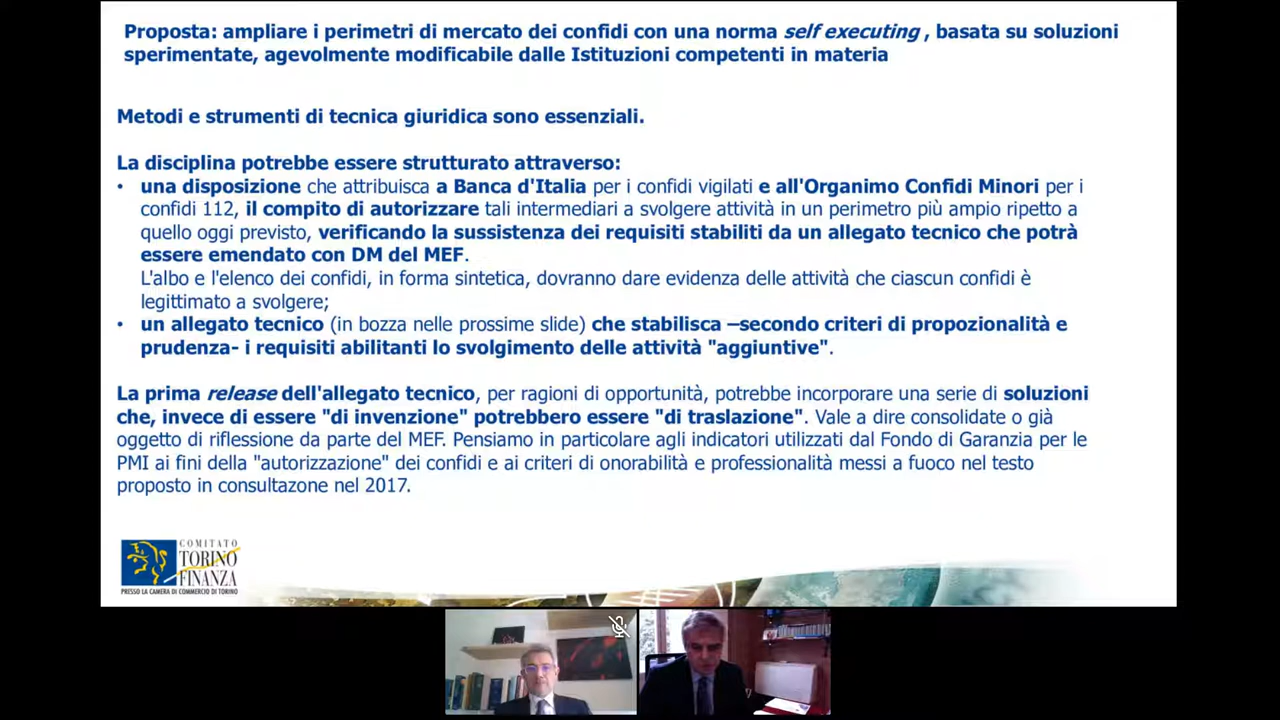 Proposta: ampliare i perimetri di mercato dei confidi con una norma self executing , basata su soluzioni
sperimentate, agevolmente modificabile dalle Istituzioni competenti in materia
Metodi e strumenti di tecnica giuridica sono essenziali.
La disciplina potrebbe essere strutturato attraverso:
• una disposizione che attribuisca a Banca d'Italia per i confidi vigilati e all'Organimo Confidi Minori per i
confidi 112, il compito di autorizzare tali intermediari a svolgere attività in un perimetro più ampio ripetto a
quello oggi previsto, verificando la sussistenza dei requisiti stabiliti da un allegato tecnico che potrà
essere emendato con DM del MEF.
L'albo e l'elenco dei confidi, in forma sintetica, dovranno dare evidenza delle attività che ciascun confidi è
legittimato a svolgere;
• un allegato tecnico (in bozza nelle prossime slide) che stabilisca –secondo criteri di propozionalità e
prudenza- i requisiti abilitanti lo svolgimento delle attività "aggiuntive".
La prima release dell'allegato tecnico, per ragioni di opportunità, potrebbe incorporare una serie di soluzioni
che, invece di essere "di invenzione" potrebbero essere "di traslazione". Vale a dire consolidate o già
oggetto di riflessione da parte del MEF. Pensiamo in particolare agli indicatori utilizzati dal Fondo di Garanzia per le
PMI ai fini della "autorizzazione" dei confidi e ai criteri di onorabilità e professionalità messi a fuoco nel testo
proposto in consultazone nel 2017.
COMITATO
TORINO
FINANZA
PRESSO LA CAMERA DI COMMERCIO DI TORINO